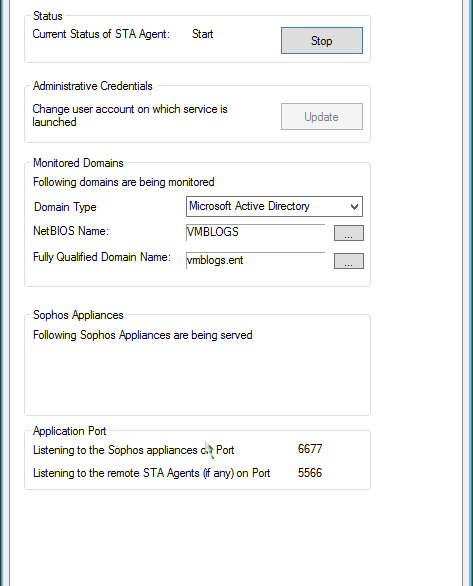 Status
Current Status of STA Agent: Start Stop
Administrative Credentials
Change user account on which service is
launched
Update
Monitored Domains
Following domains are being monitored
Domain Type Microsoft Active Directory
NetBIOS Name: VMBLOGS ...
Fully Qualified Domain Name: vmblogs.ent ...
Sophos Appliances
Following Sophos Appliances are being served
Application Port
Listening to the Sophos appliances on Port 6677
Listening to the remote STA Agents (if any) on Port 5566